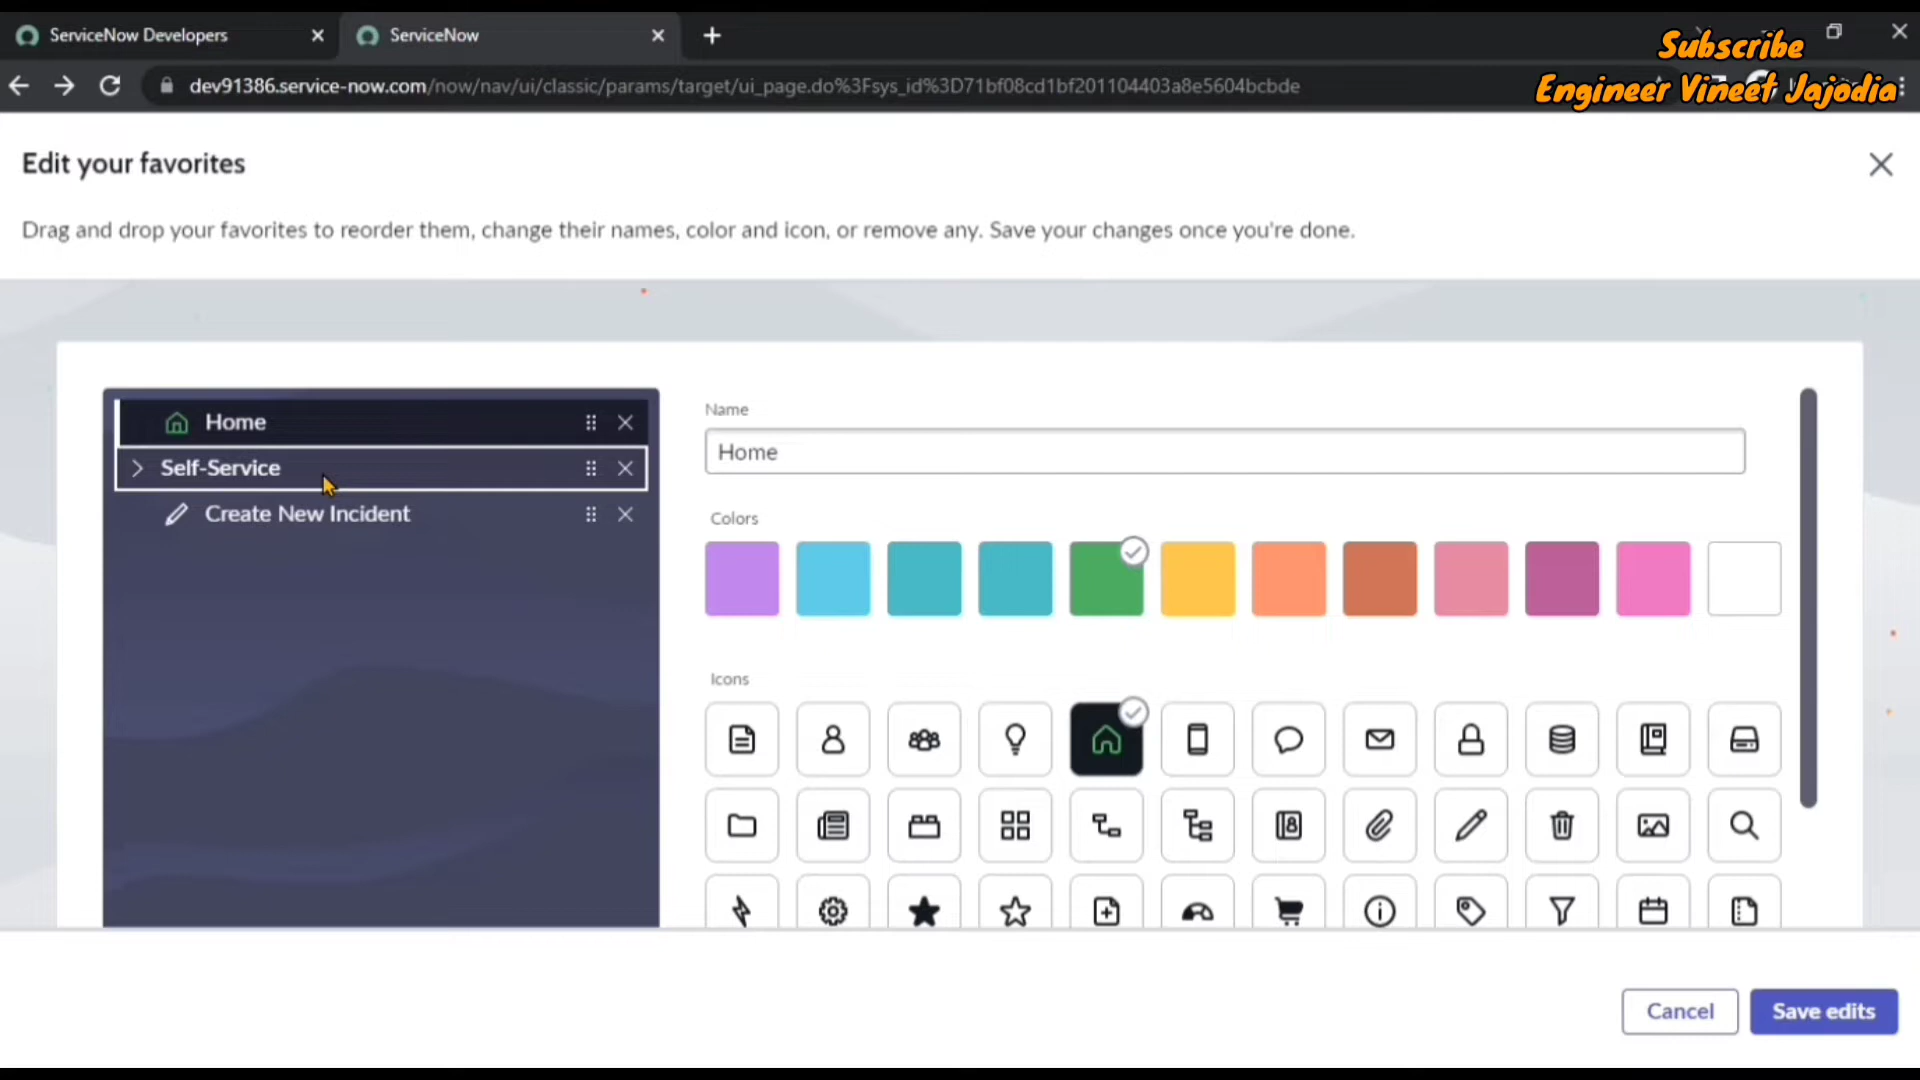 ServiceNow Developers
ServiceNow
Subscribe
dev91386.service-now.com/now/nav/ui/classic/params/target/ui_page.do%3Fsys_id%3D71bf08cd1bf201104403a8e5604bcbde
Engineer Vineet Jajodia
Edit your favorites
Drag and drop your favorites to reorder them, change their names, color and icon, or remove any. Save your changes once you're done.
Home
Self-Service
Create New Incident
Name
Home
Colors
Icons
Cancel
Save edits